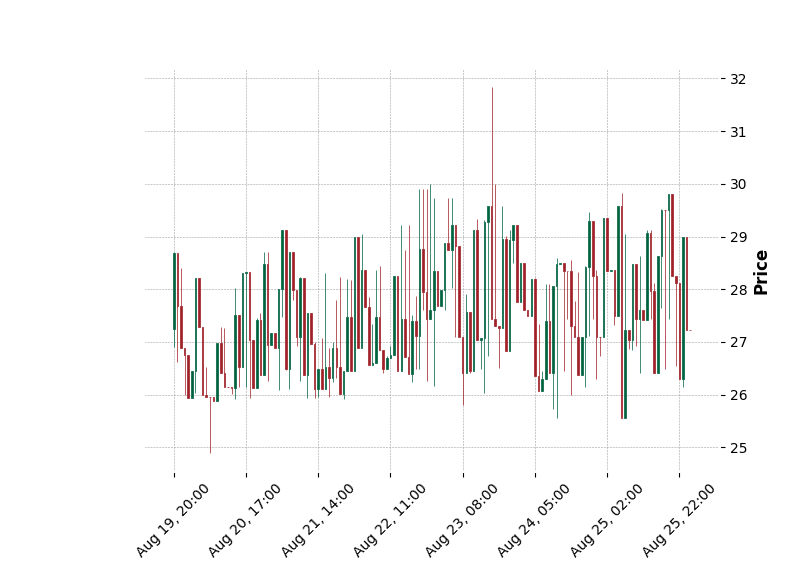 32
31
30
29
28
27
26
25
Price
Aug 19, 20:00
Aug 20, 17:00
Aug 21, 14:00
Aug 22, 11:00
Aug 23, 08:00
Aug 24, 05:00
Aug 25, 02:00
Aug 25, 22:00